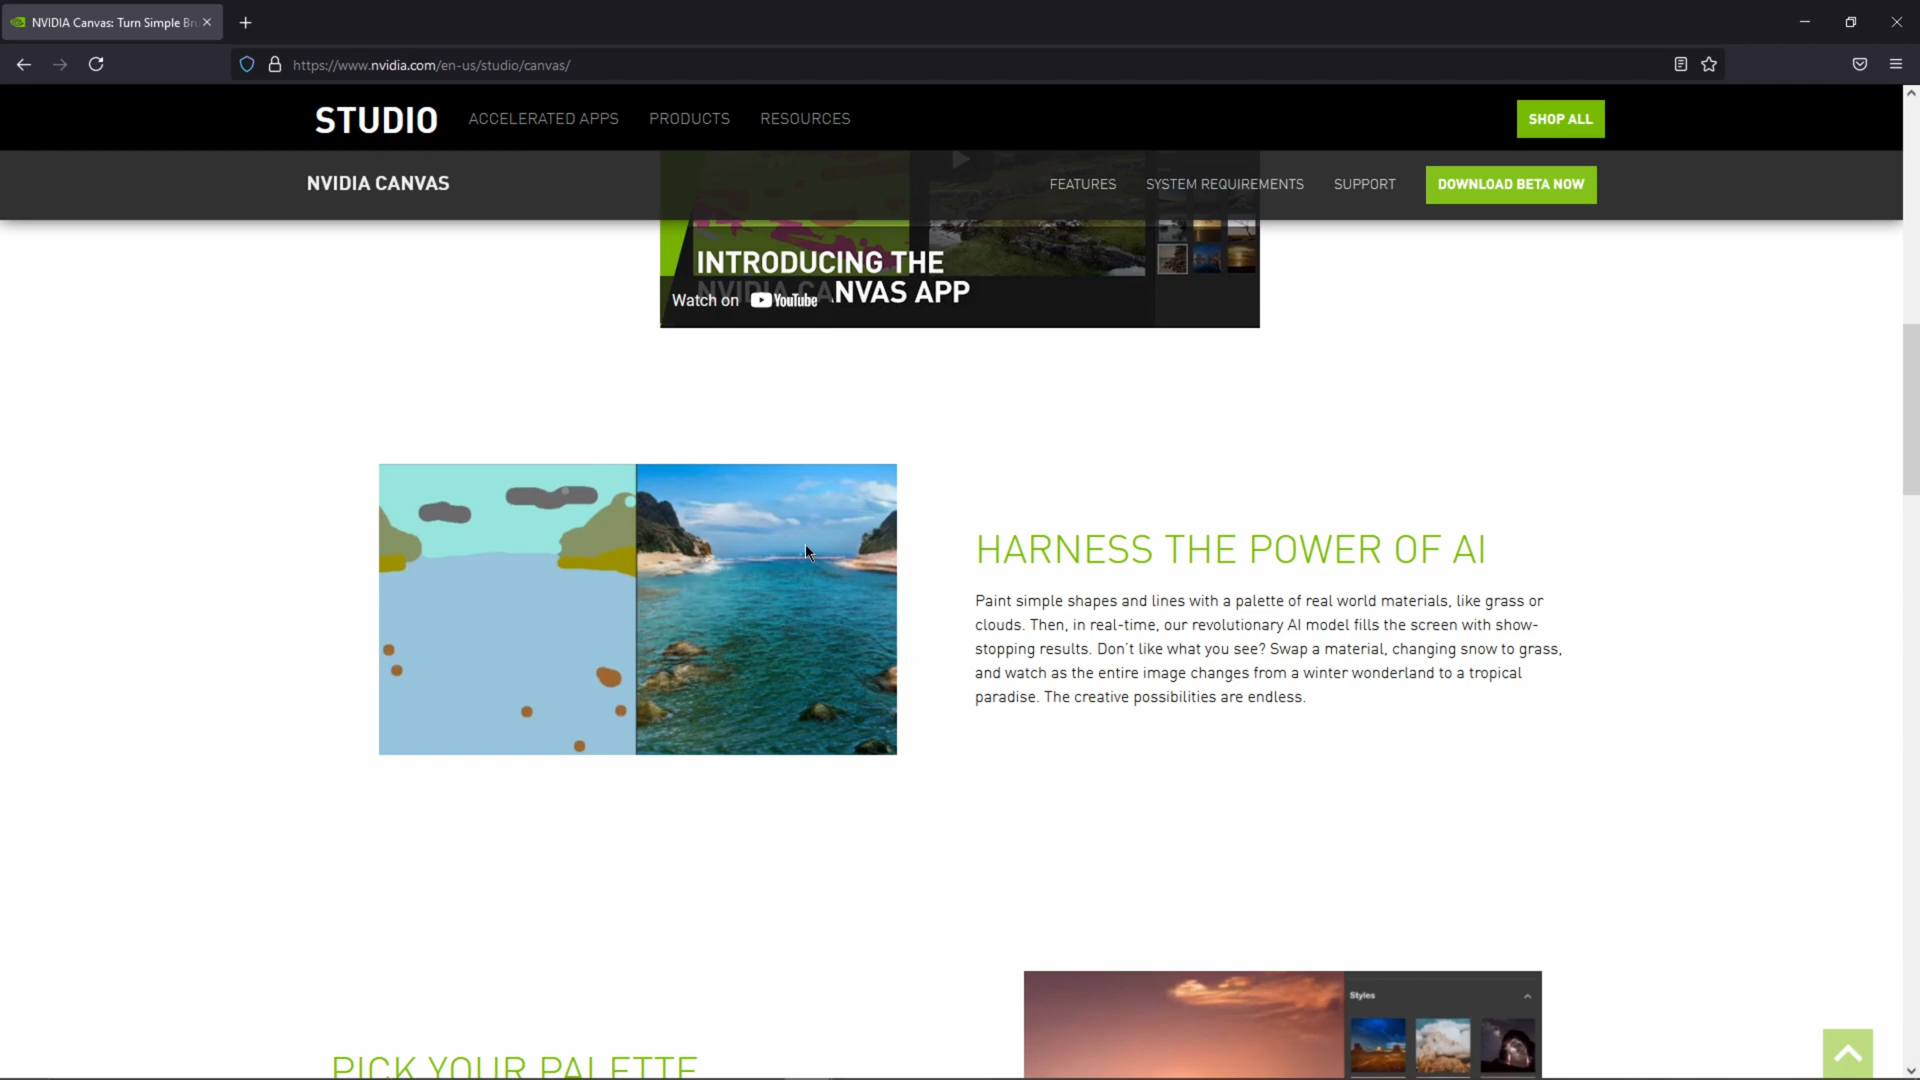 NVIDIA Canvas: Turn Simple Br
https://www.nvidia.com/en-us/studio/canvas/
STUDIO
ACCELERATED APPS
PRODUCTS
RESOURCES
SHOP ALL
NVIDIA CANVAS
FEATURES
SYSTEM REQUIREMENTS
SUPPORT
DOWNLOAD BETA NOW
INTRODUCING THE
NVIDIA CANVAS APP
Watch on YouTube
HARNESS THE POWER OF AI
Paint simple shapes and lines with a palette of real world materials, like grass or
clouds. Then, in real-time, our revolutionary AI model fills the screen with show-
stopping results. Don't like what you see? Swap a material, changing snow to grass,
and watch as the entire image changes from a winter wonderland to a tropical
paradise. The creative possibilities are endless.
Styles
PICK YOUR PALETTE